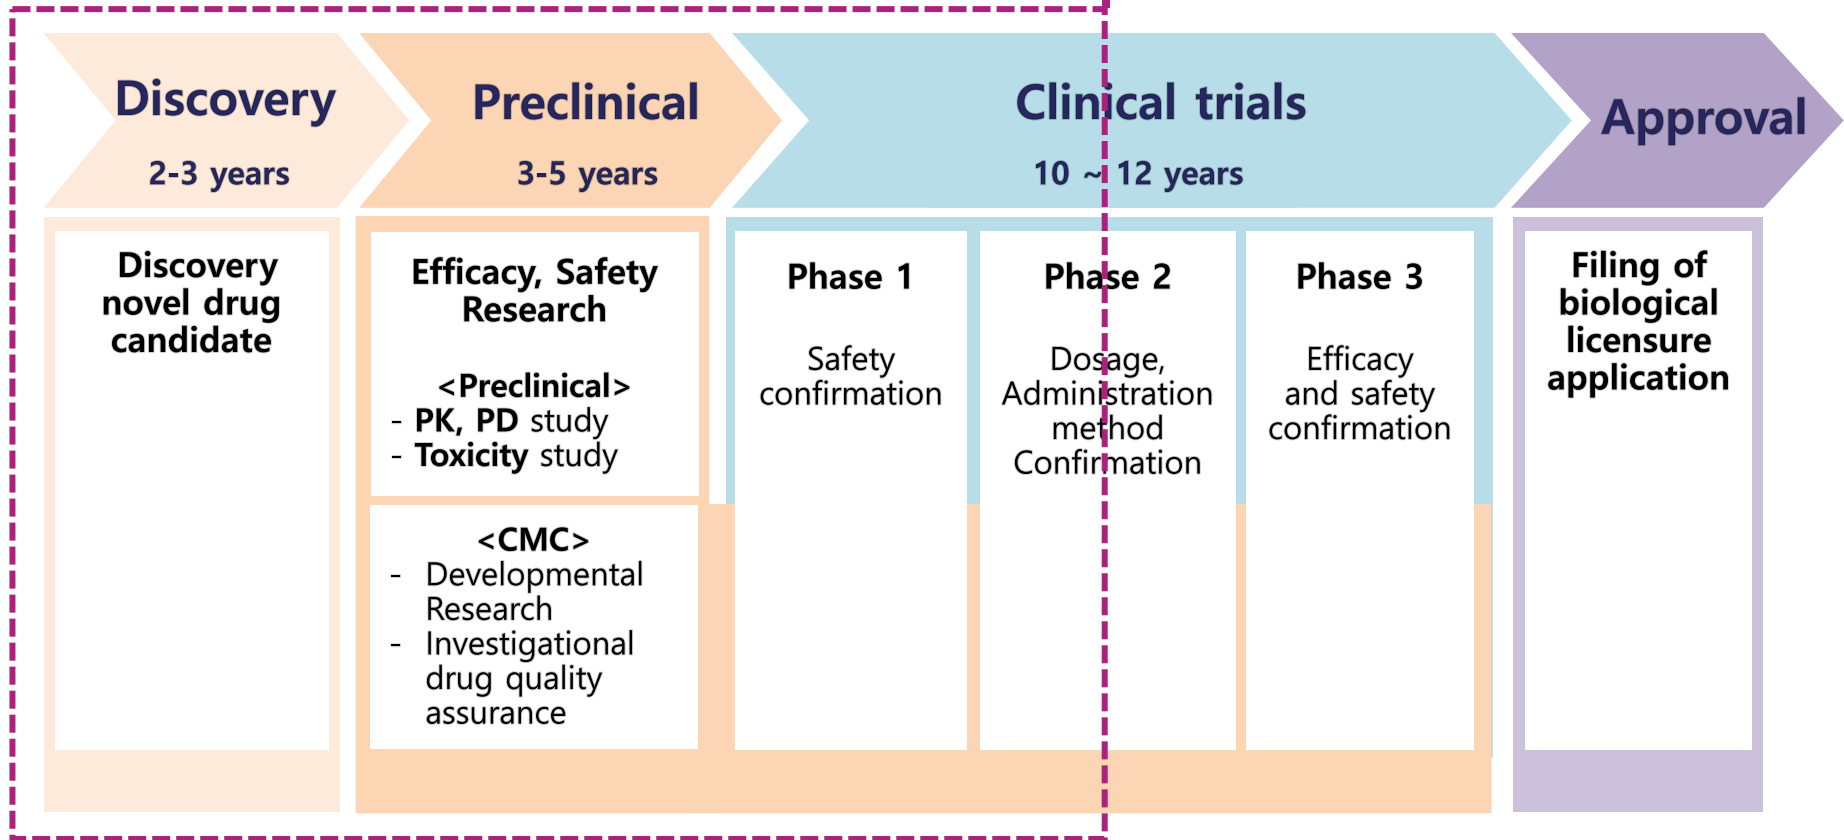 Discovery
2-3 years
Preclinical
3-5 years
Clinical trials
10 ~ 12 years
Approval
Discovery
novel drug
candidate
Efficacy, Safety
Research
<Preclinical>
- PK, PD study
- Toxicity study
<CMC>
- Developmental
Research
- Investigational
drug quality
assurance
Phase 1
Safety
confirmation
Phase 2
Dosage,
Administration
method
Confirmation
Phase 3
Efficacy
and safety
confirmation
Filing of
biological
licensure
application